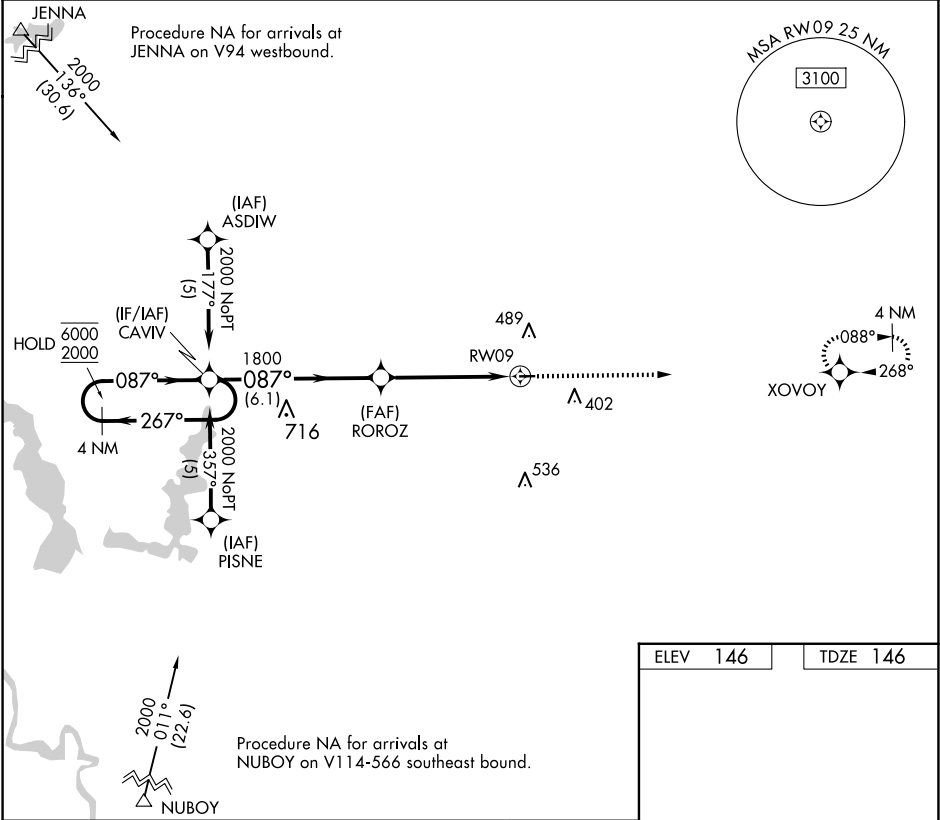 JENNA
Procedure NA for arrivals at
JENNA on V94 westbound.
2000
136°
(30.6)
MSA RW09 25 NM
3100
(IAF)
ASDIW
2000 NoPT
177°
(5)
(IF/IAF)
CAVIV
HOLD 6000
2000
087°
267°
4 NM
1800
087°
(6.1)
716
(FAF)
ROROZ
489
RW09
402
536
4 NM
088°
268°
XOVOY
2000 NoPT
357°
(5)
(IAF)
PISNE
2000
011°
(22.6)
NUBOY
Procedure NA for arrivals at
NUBOY on V114-566 southeast bound.
ELEV 146
TDZE 146